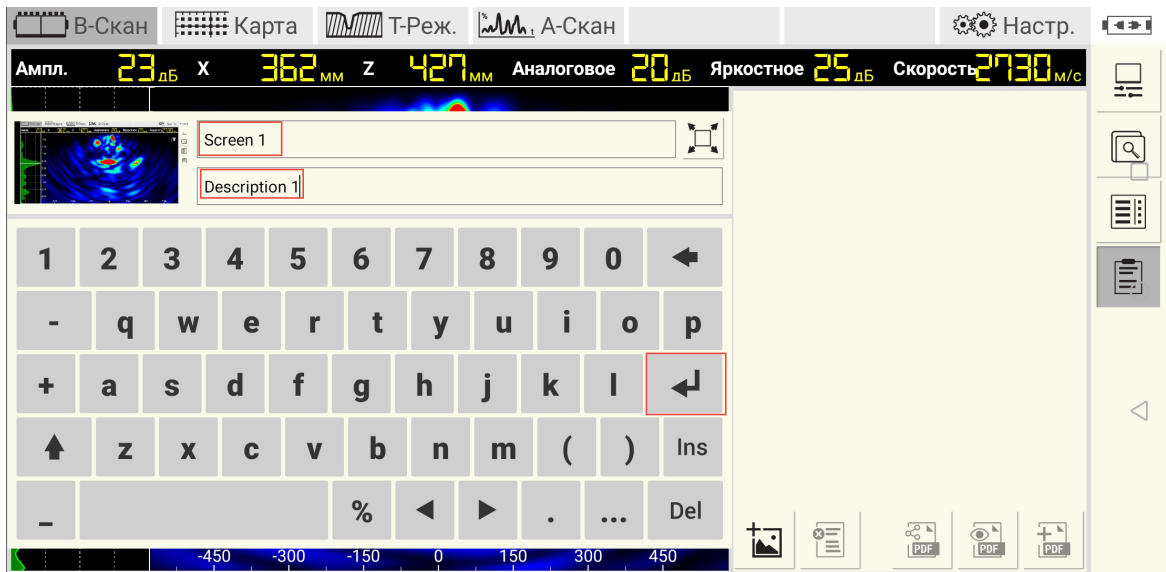 В-Скан Карта Т-Реж. А-Скан Настр.
Ампл. 23 дБ X 362 мм Z 427 мм Аналоговое 20 дБ Яркостное 25 дБ Скорость 2730 м/с
Screen 1
Description 1
1 2 3 4 5 6 7 8 9 0
- q w e r t y u i o p
+ a s d f g h j k l
z x c v b n m ( ) Ins
_ % . ... Del
PDF PDF PDF
-450 -300 -150 0 150 300 450